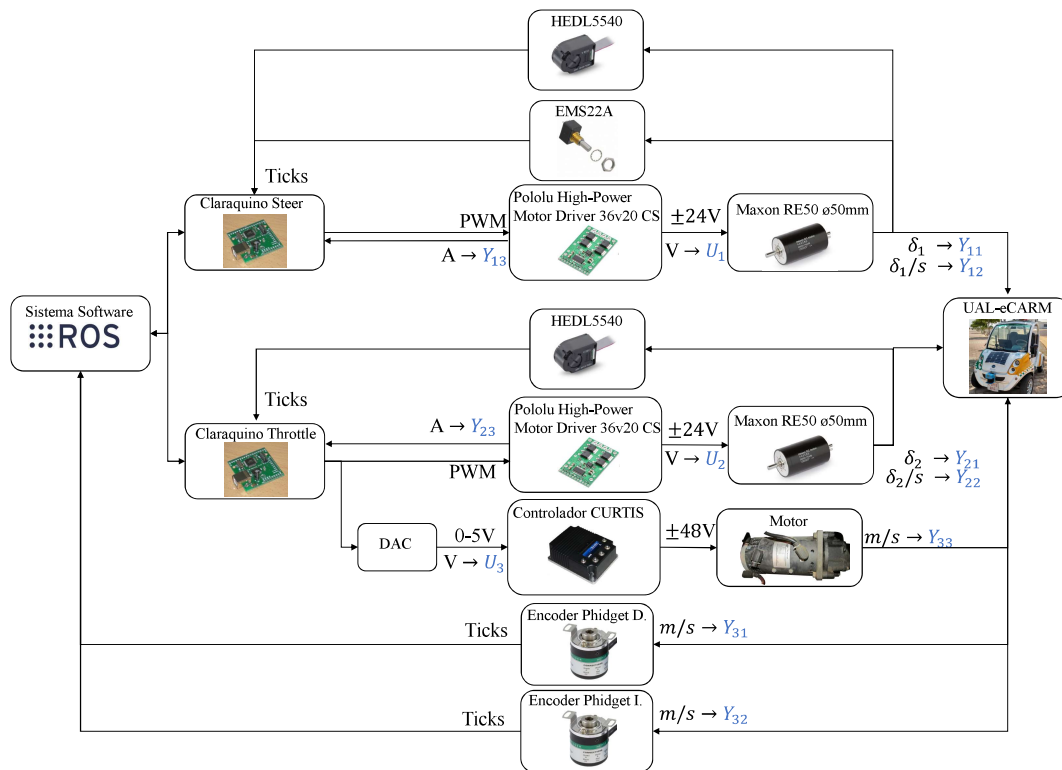 HEDL5540
EMS22A
Ticks
Claraquino Steer
PWM
A → Y13
Pololu High-Power
Motor Driver 36v20 CS
±24V
V → U1
Maxon RE50 ø50mm
δ1 → Y11
δ1/s → Y12
Sistema Software
ROS
UAL-eCARM
HEDL5540
Ticks
Claraquino Throttle
A → Y23
PWM
Pololu High-Power
Motor Driver 36v20 CS
±24V
V → U2
Maxon RE50 ø50mm
δ2 → Y21
δ2/s → Y22
DAC
0-5V
V → U3
Controlador CURTIS
±48V
Motor
m/s → Y33
Ticks
Encoder Phidget D.
m/s → Y31
Ticks
Encoder Phidget I.
m/s → Y32